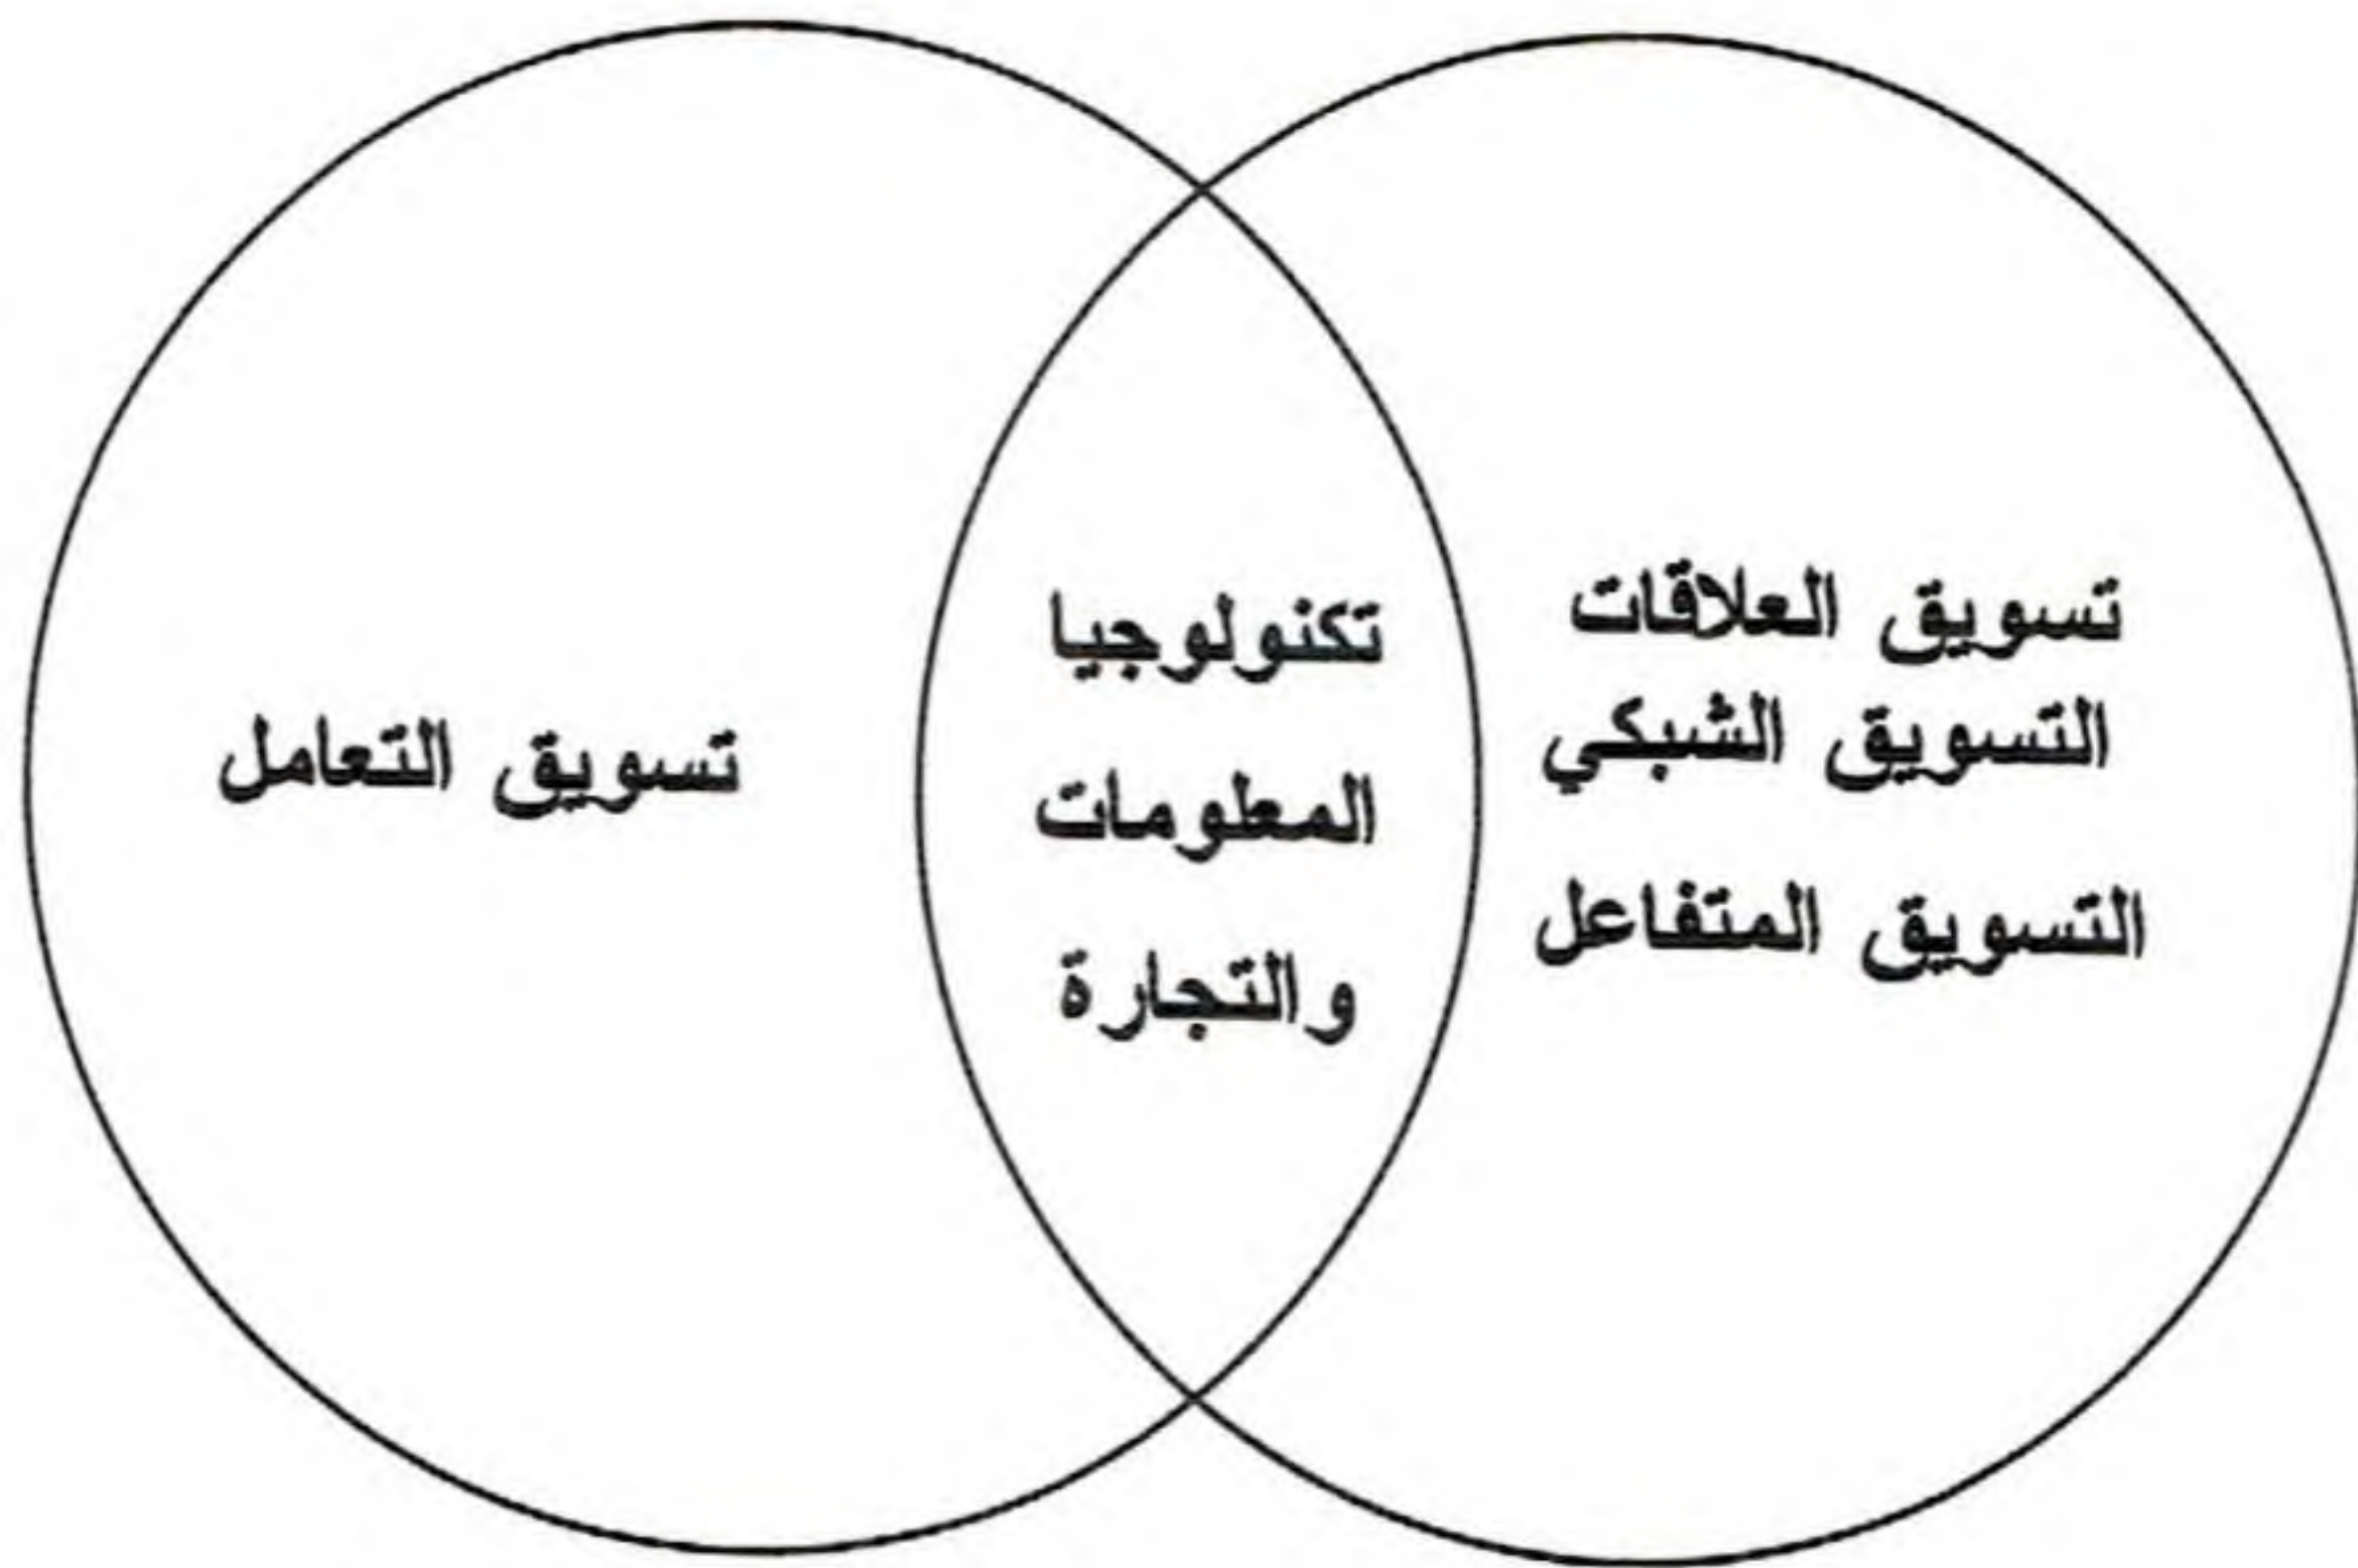 تسويق العلاقات
التسويق الشبكي
التسويق المتفاعل
تكنولوجيا
المعلومات
والتجارة
تسويق التعامل